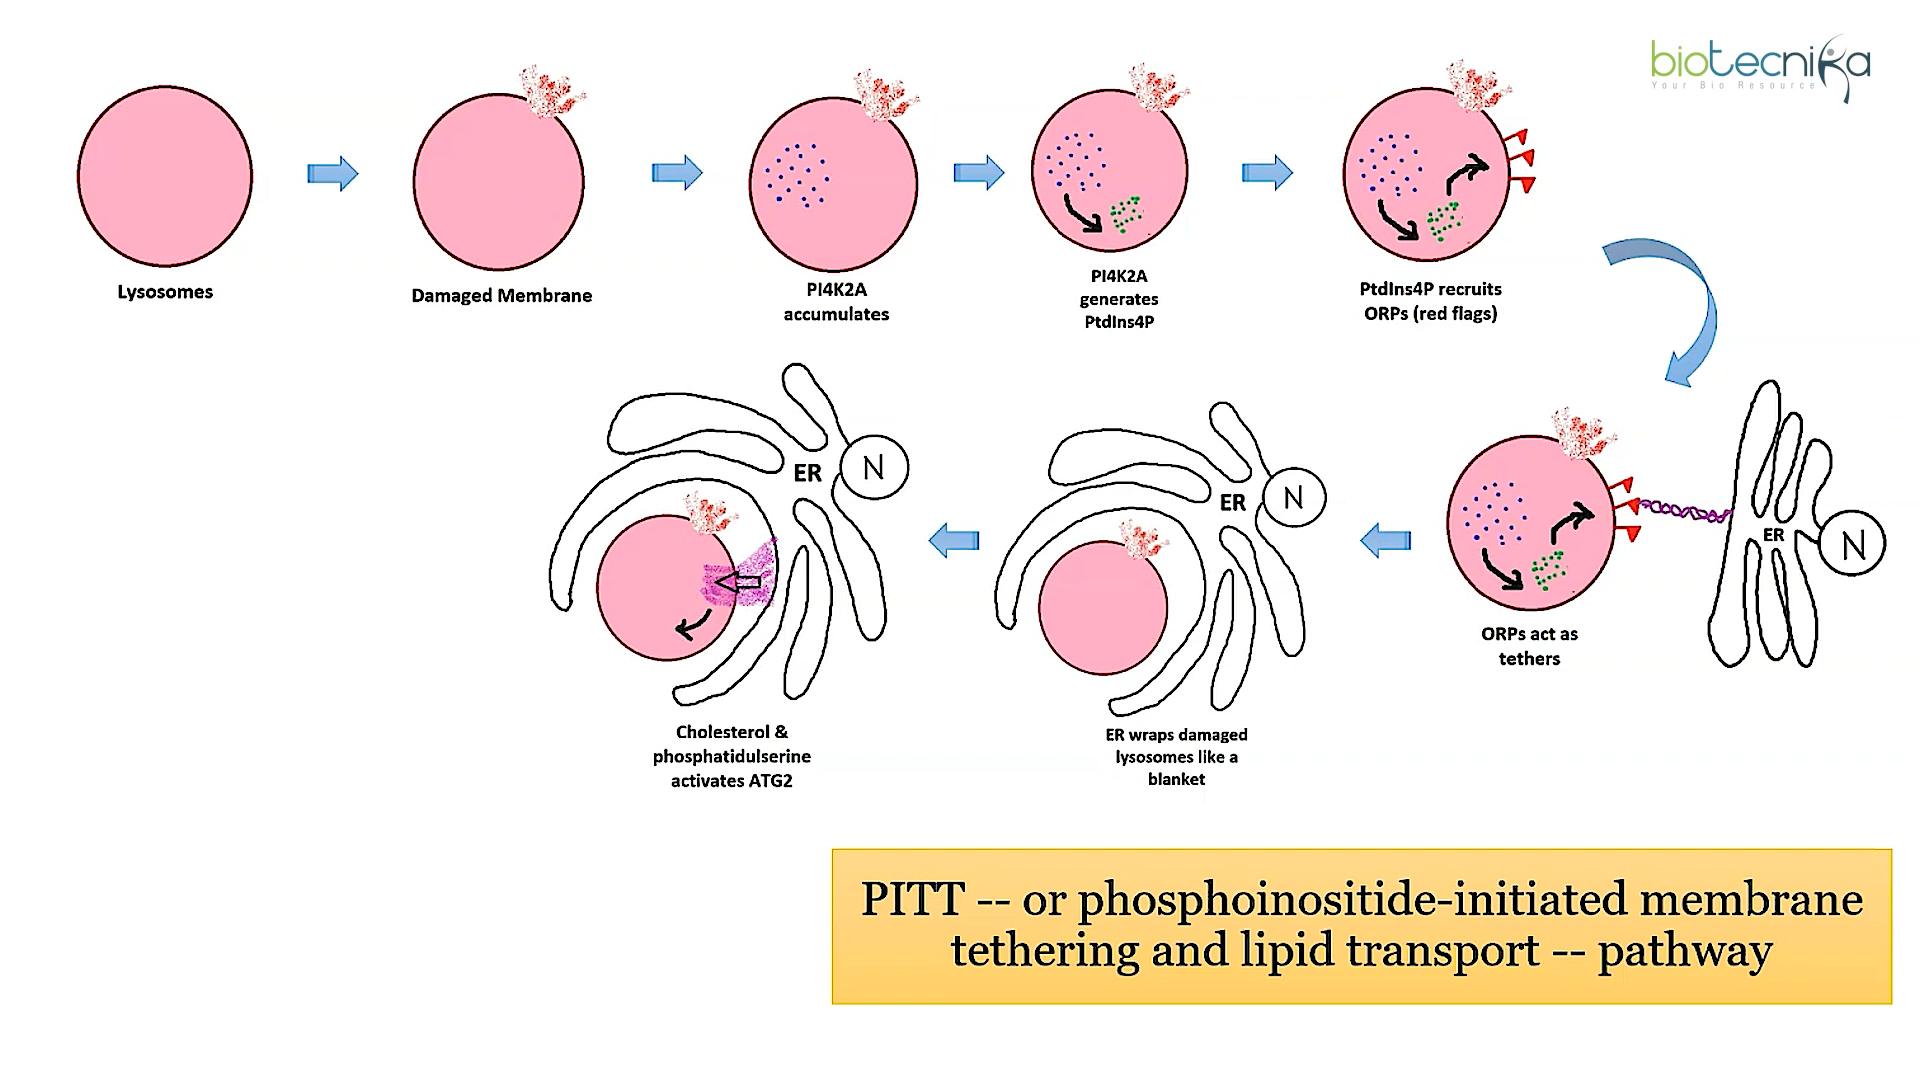 biotecnika
Your Bio Resource
Lysosomes
Damaged Membrane
PI4K2A
accumulates
PI4K2A
generates
PtdIns4P
PtdIns4P recruits
ORPs (red flags)
ER
N
ORPs act as
tethers
ER
N
ER wraps damaged
lysosomes like a
blanket
ER
N
Cholesterol &
phosphatidulserine
activates ATG2
PITT -- or phosphoinositide-initiated membrane
tethering and lipid transport -- pathway